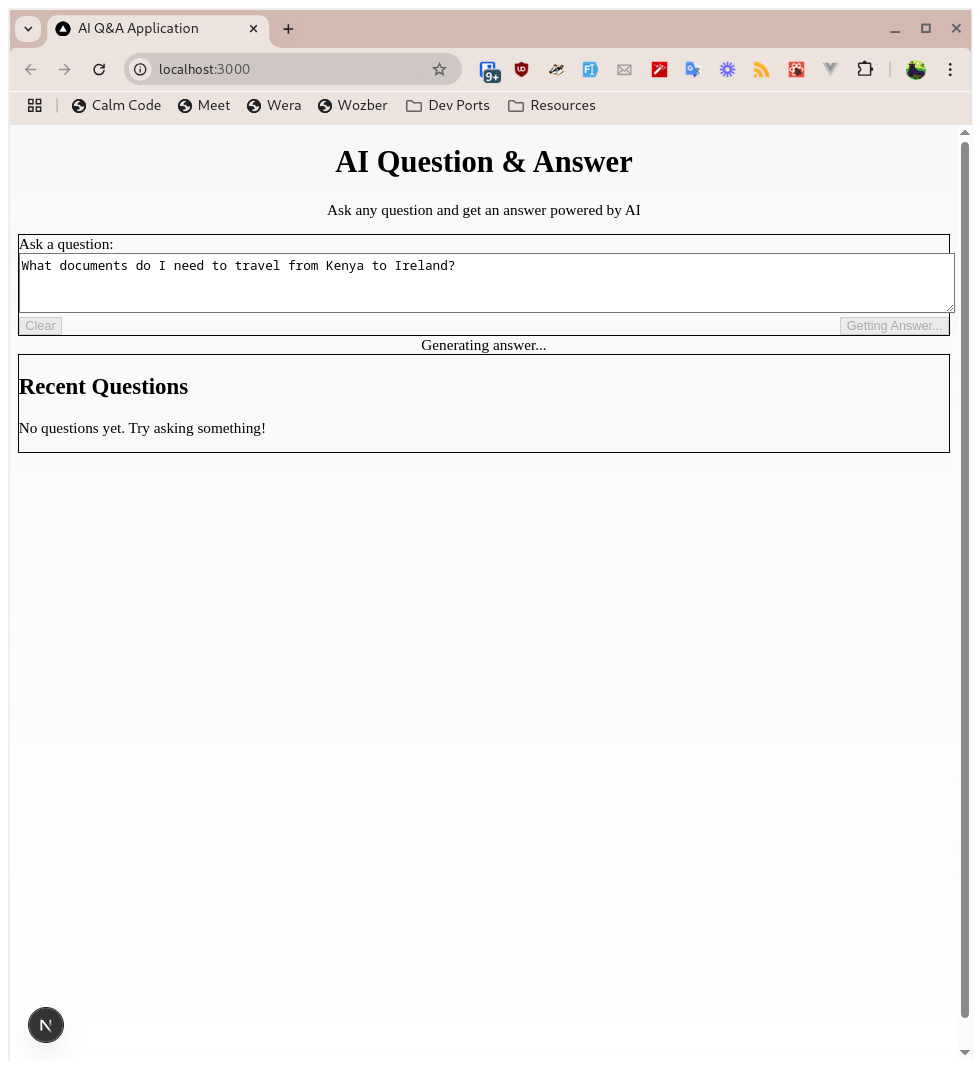 AI Q&A Application
localhost:3000
9+
Calm Code Meet Wera Wozber Dev Ports Resources
AI Question & Answer
Ask any question and get an answer powered by AI
Ask a question:
What documents do I need to travel from Kenya to Ireland?
Clear Getting Answer...
Generating answer...
Recent Questions
No questions yet. Try asking something!
N